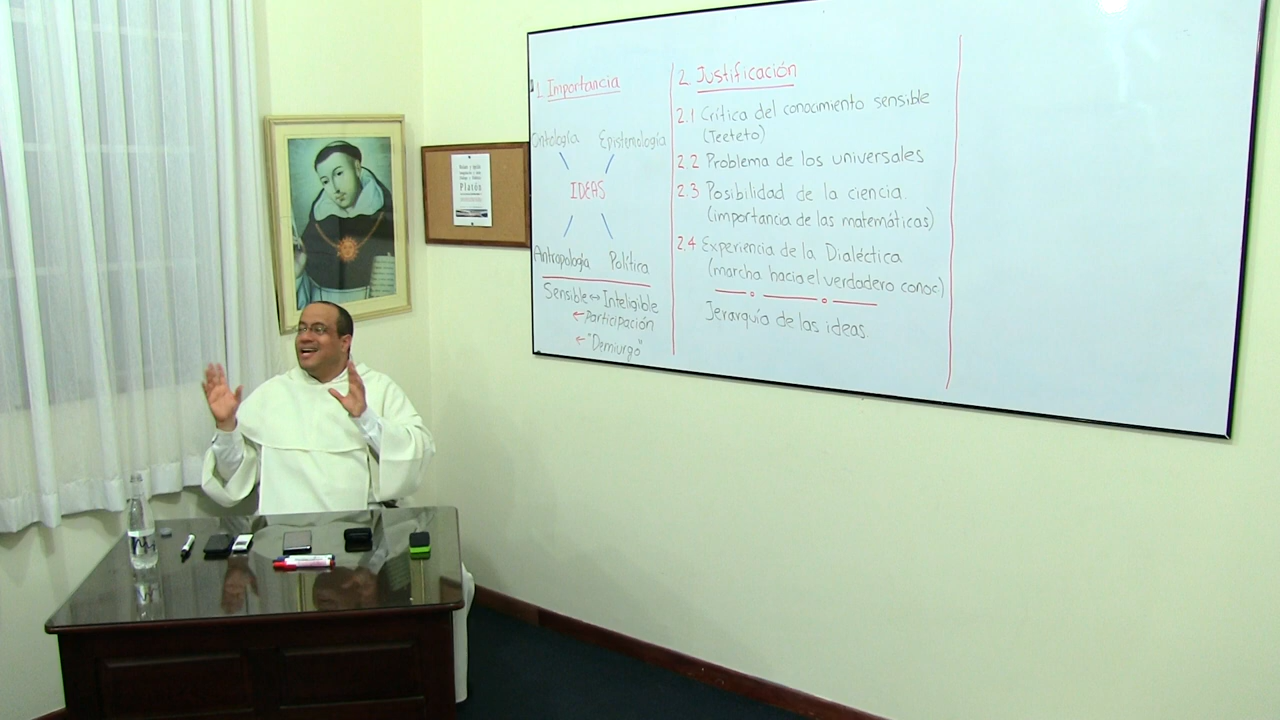 1. Importancia
Ontología Epistemología
IDEAS
Antropología Política
Sensible ↔ Inteligible
← Participación
← "Demiurgo"
2. Justificación
2.1 Crítica del conocimiento sensible
(Teeteto)
2.2 Problema de los universales
2.3 Posibilidad de la ciencia
(importancia de las matemáticas)
2.4 Experiencia de la Dialéctica
(marcha hacia el verdadero conoc)
Jerarquía de las ideas.
Platón